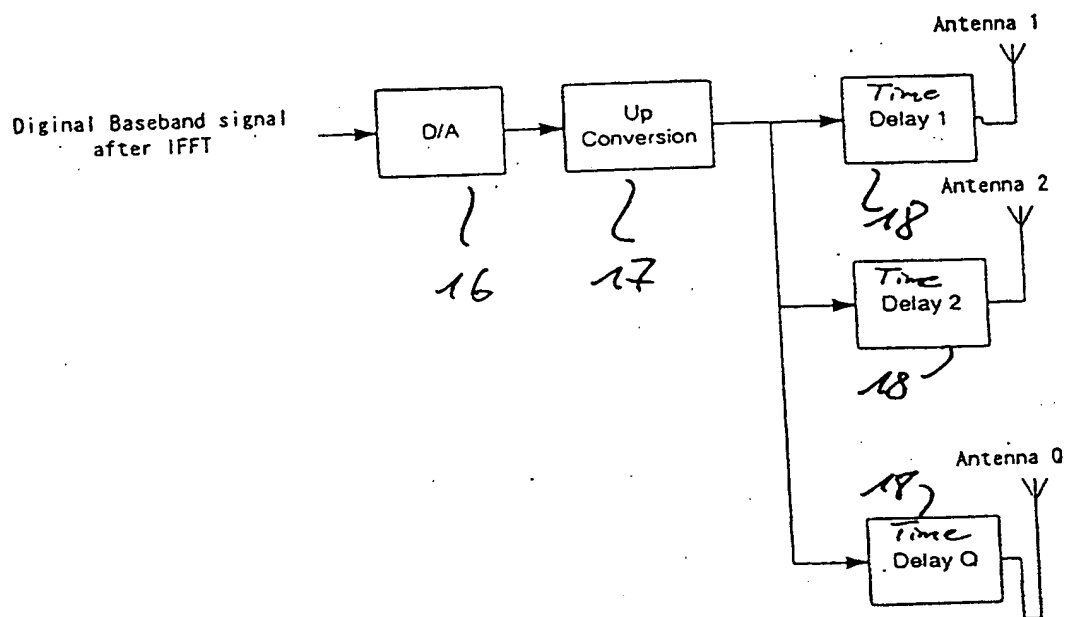 Antenna 1
Diginal Baseband signal
after IFFT
D/A
Up
Conversion
Time
Delay 1
16
17
18
Antenna 2
Time
Delay 2
18
Antenna Q
18
Time
Delay Q